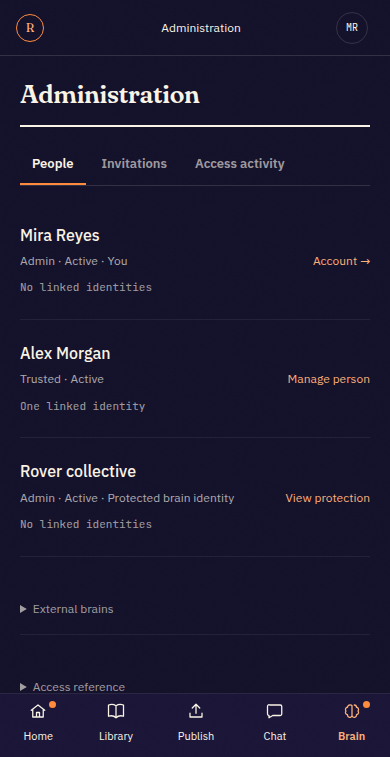 R
Administration
MR
Administration
People
Invitations
Access activity
Mira Reyes
Admin · Active · You
Account →
No linked identities
Alex Morgan
Trusted · Active
Manage person
One linked identity
Rover collective
Admin · Active · Protected brain identity
View protection
No linked identities
External brains
Access reference
Home
Library
Publish
Chat
Brain